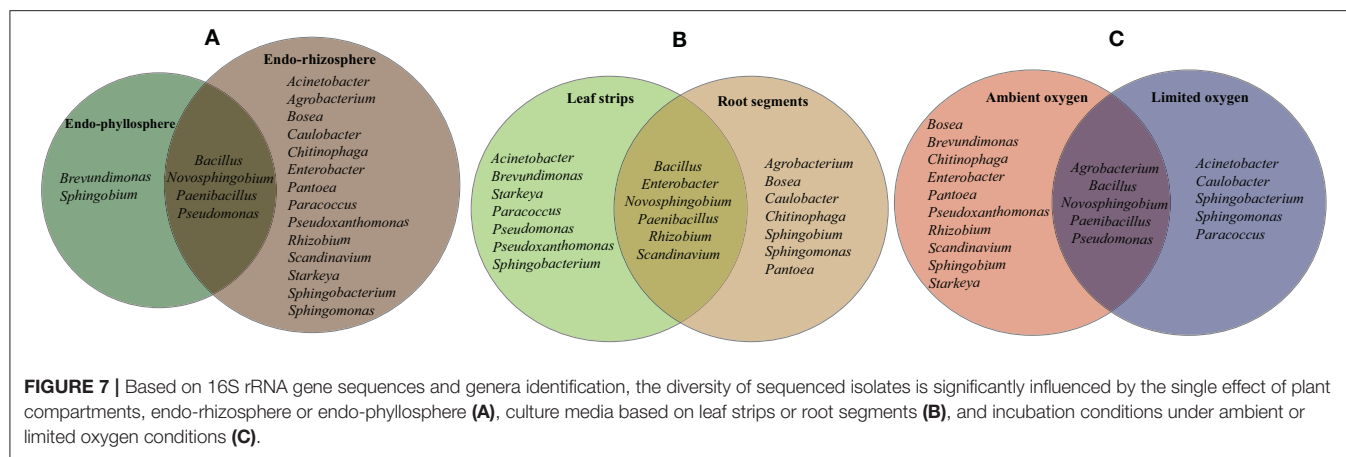 A
Endo-phyllosphere
Brevundimonas
Sphingobium
Bacillus
Novosphingobium
Paenibacillus
Pseudomonas
Endo-rhizosphere
Acinetobacter
Agrobacterium
Bosea
Caulobacter
Chitinophaga
Enterobacter
Pantoea
Paracoccus
Pseudoxanthomonas
Rhizobium
Scandinavium
Starkeya
Sphingobacterium
Sphingomonas
B
Leaf strips
Acinetobacter
Brevundimonas
Starkeya
Paracoccus
Pseudomonas
Pseudoxanthomonas
Sphingobacterium
Bacillus
Enterobacter
Novosphingobium
Paenibacillus
Rhizobium
Scandinavium
Root segments
Agrobacterium
Bosea
Caulobacter
Chitinophaga
Sphingobium
Sphingomonas
Pantoea
C
Ambient oxygen
Bosea
Brevundimonas
Chitinophaga
Enterobacter
Pantoea
Pseudoxanthomonas
Rhizobium
Scandinavium
Sphingobium
Starkeya
Agrobacterium
Bacillus
Novosphingobium
Paenibacillus
Pseudomonas
Limited oxygen
Acinetobacter
Caulobacter
Sphingobacterium
Sphingomonas
Paracoccus
FIGURE 7 | Based on 16S rRNA gene sequences and genera identification, the diversity of sequenced isolates is significantly influenced by the single effect of plant
compartments, endo-rhizosphere or endo-phyllosphere (A), culture media based on leaf strips or root segments (B), and incubation conditions under ambient or
limited oxygen conditions (C).